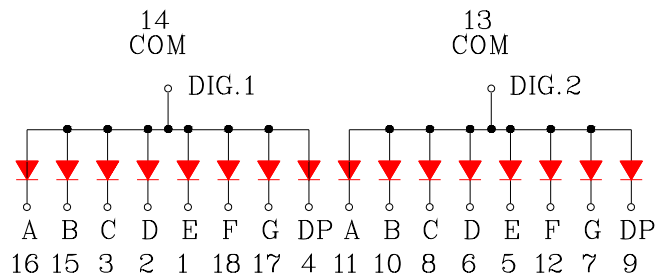 14 13
COM COM
DIG.1 DIG.2
A B C D E F G DP A B C D E F G DP
16 15 3 2 1 18 17 4 11 10 8 6 5 12 7 9